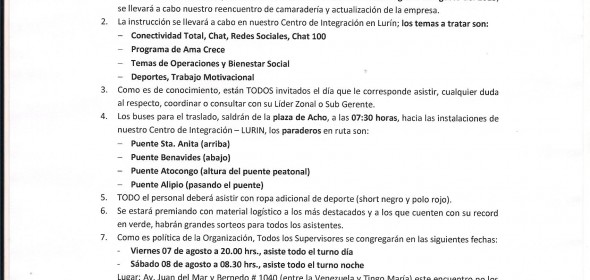 se llevará a cabo nuestro reencuentro de camaradería y actualización de la empresa.
2. La instrucción se llevará a cabo en nuestro Centro de Integración en Lurín; los temas a tratar son:
− Conectividad Total, Chat, Redes Sociales, Chat 100
− Programa de Ama Crece
− Temas de Operaciones y Bienestar Social
− Deportes, Trabajo Motivacional
3. Como es de conocimiento, están TODOS invitados el día que le corresponde asistir, cualquier duda
al respecto, coordinar o consultar con su Líder Zonal o Sub Gerente.
4. Los buses para el traslado, saldrán de la plaza de Acho, a las 07:30 horas, hacia las instalaciones de
nuestro Centro de Integración – LURIN, los paraderos en ruta son:
− Puente Sta. Anita (arriba)
− Puente Benavides (abajo)
− Puente Atocongo (altura del puente peatonal)
− Puente Alipio (pasando el puente)
5. TODO el personal deberá asistir con ropa adicional de deporte (short negro y polo rojo).
6. Se estará premiando con material logístico a los más destacados y a los que cuenten con su record
en verde, habrán grandes sorteos para todos los asistentes.
7. Como es política de la Organización, Todos los Supervisores se congregarán en las siguientes fechas:
− Viernes 07 de agosto a 20.00 hrs., asiste todo el turno día
− Sábado 08 de agosto a 08.30 hrs., asiste todo el turno noche
Lugar: Av. Juan del Mar y Bernedo # 1040 (entre la Venezuela y Tingo María) este encuentro no los